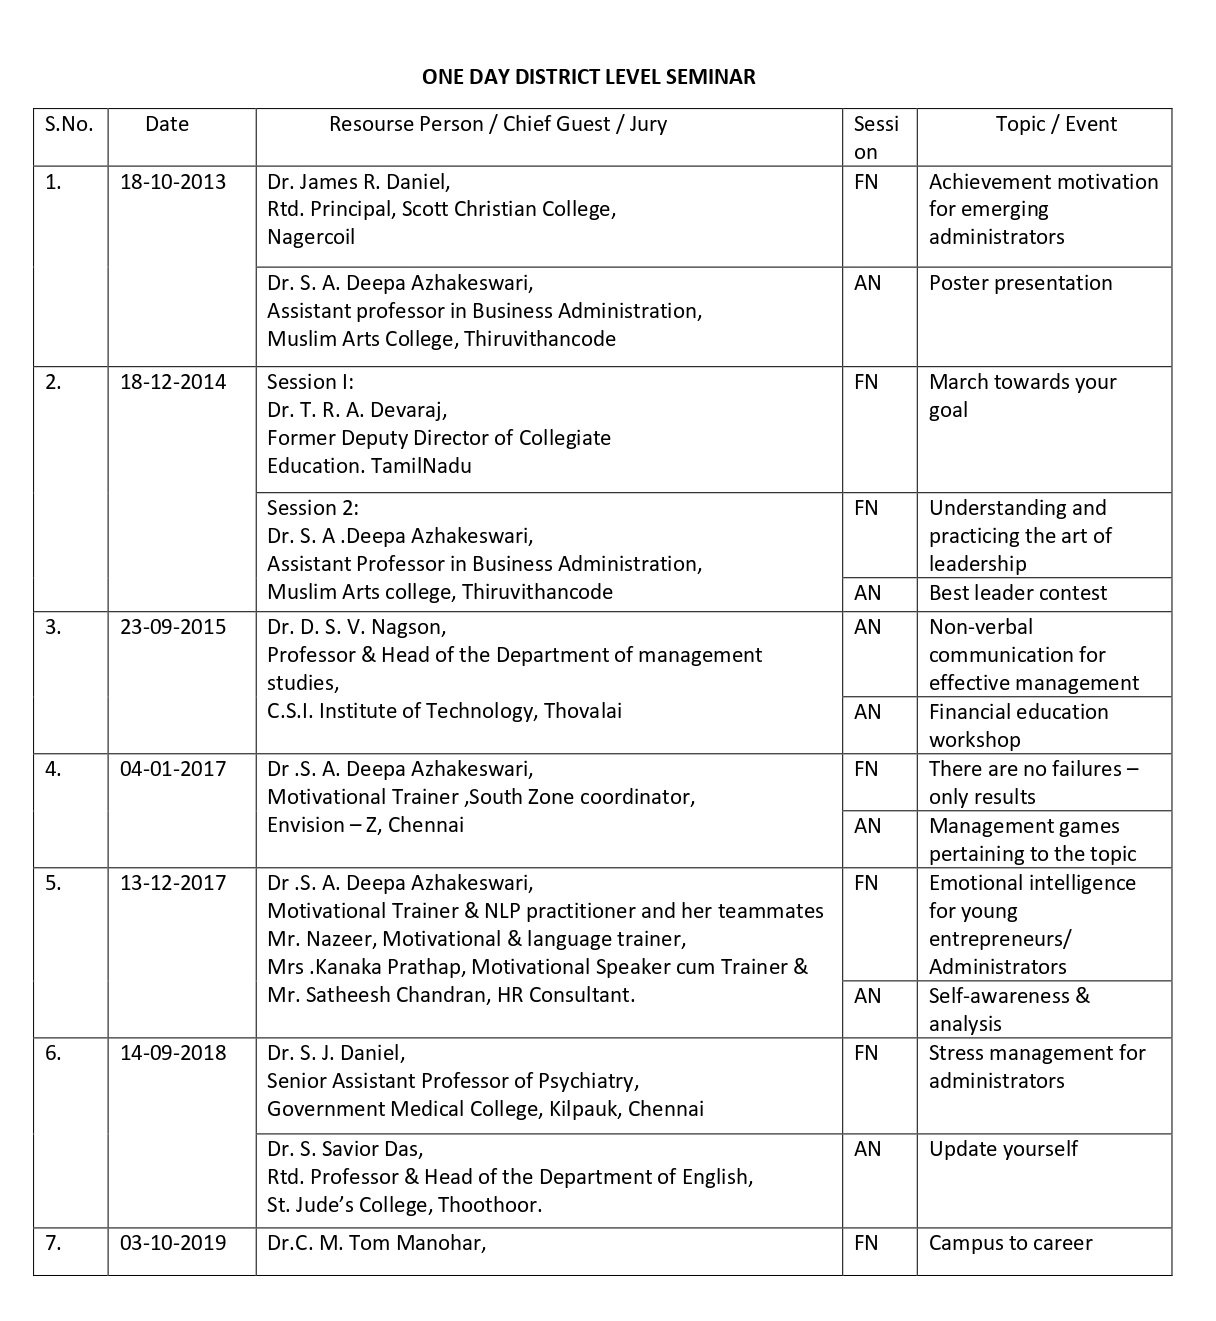 ONE DAY DISTRICT LEVEL SEMINAR
S.No. Date Resourse Person / Chief Guest / Jury Sessi Topic / Event
on
1. 18-10-2013 Dr. James R. Daniel, FN Achievement motivation
Rtd. Principal, Scott Christian College, for emerging
Nagercoil administrators
Dr. S. A. Deepa Azhakeswari, AN Poster presentation
Assistant professor in Business Administration,
Muslim Arts College, Thiruvithancode
2. 18-12-2014 Session I: FN March towards your
Dr. T. R. A. Devaraj, goal
Former Deputy Director of Collegiate
Education. TamilNadu
Session 2: FN Understanding and
Dr. S. A .Deepa Azhakeswari, practicing the art of
Assistant Professor in Business Administration, leadership
Muslim Arts college, Thiruvithancode AN Best leader contest
3. 23-09-2015 Dr. D. S. V. Nagson, AN Non-verbal
Professor & Head of the Department of management communication for
studies, effective management
C.S.I. Institute of Technology, Thovalai AN Financial education
workshop
4. 04-01-2017 Dr .S. A. Deepa Azhakeswari, FN There are no failures –
Motivational Trainer ,South Zone coordinator, only results
Envision – Z, Chennai AN Management games
pertaining to the topic
5. 13-12-2017 Dr .S. A. Deepa Azhakeswari, FN Emotional intelligence
Motivational Trainer & NLP practitioner and her teammates for young
Mr. Nazeer, Motivational & language trainer, entrepreneurs/
Mrs .Kanaka Prathap, Motivational Speaker cum Trainer & Administrators
Mr. Satheesh Chandran, HR Consultant. AN Self-awareness &
analysis
6. 14-09-2018 Dr. S. J. Daniel, FN Stress management for
Senior Assistant Professor of Psychiatry, administrators
Government Medical College, Kilpauk, Chennai
Dr. S. Savior Das, AN Update yourself
Rtd. Professor & Head of the Department of English,
St. Jude’s College, Thoothoor.
7. 03-10-2019 Dr.C. M. Tom Manohar, FN Campus to career